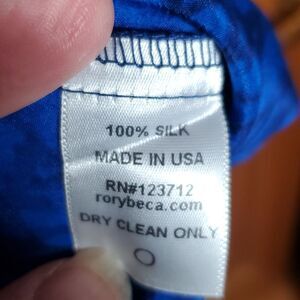 100% SILK
MADE IN USA
RN#123712
rorybeca.com
DRY CLEAN ONLY